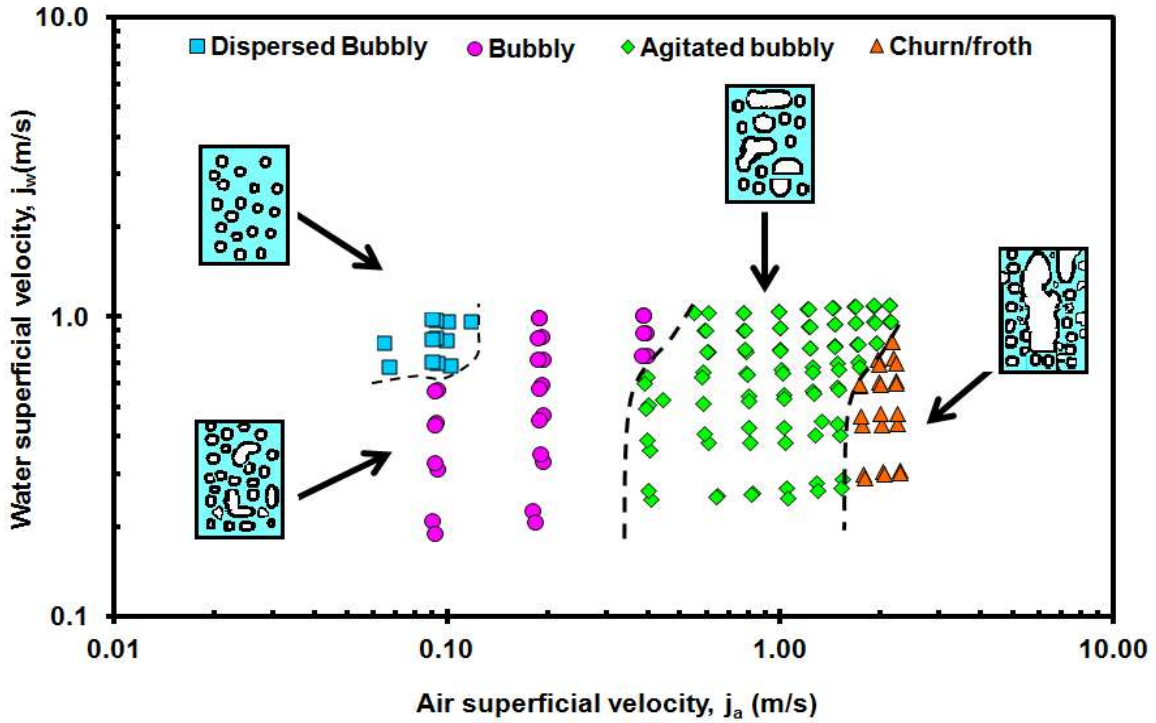 10.0
Dispersed Bubbly
Bubbly
Agitated bubbly
Churn/froth
Water superficial velocity, jw(m/s)
1.0
0.1
0.01
0.10
1.00
10.00
Air superficial velocity, ja (m/s)